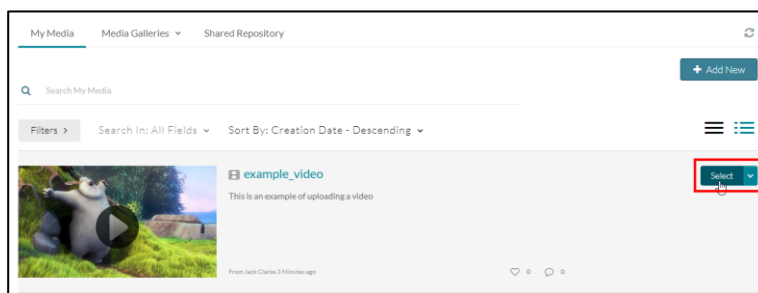 My Media Media Galleries Shared Repository
+ Add New
Search My Media
Filters > Search In: All Fields Sort By: Creation Date - Descending
example_video
Select
This is an example of uploading a video
From Jack Clarke 3 Minutes ago 0 0